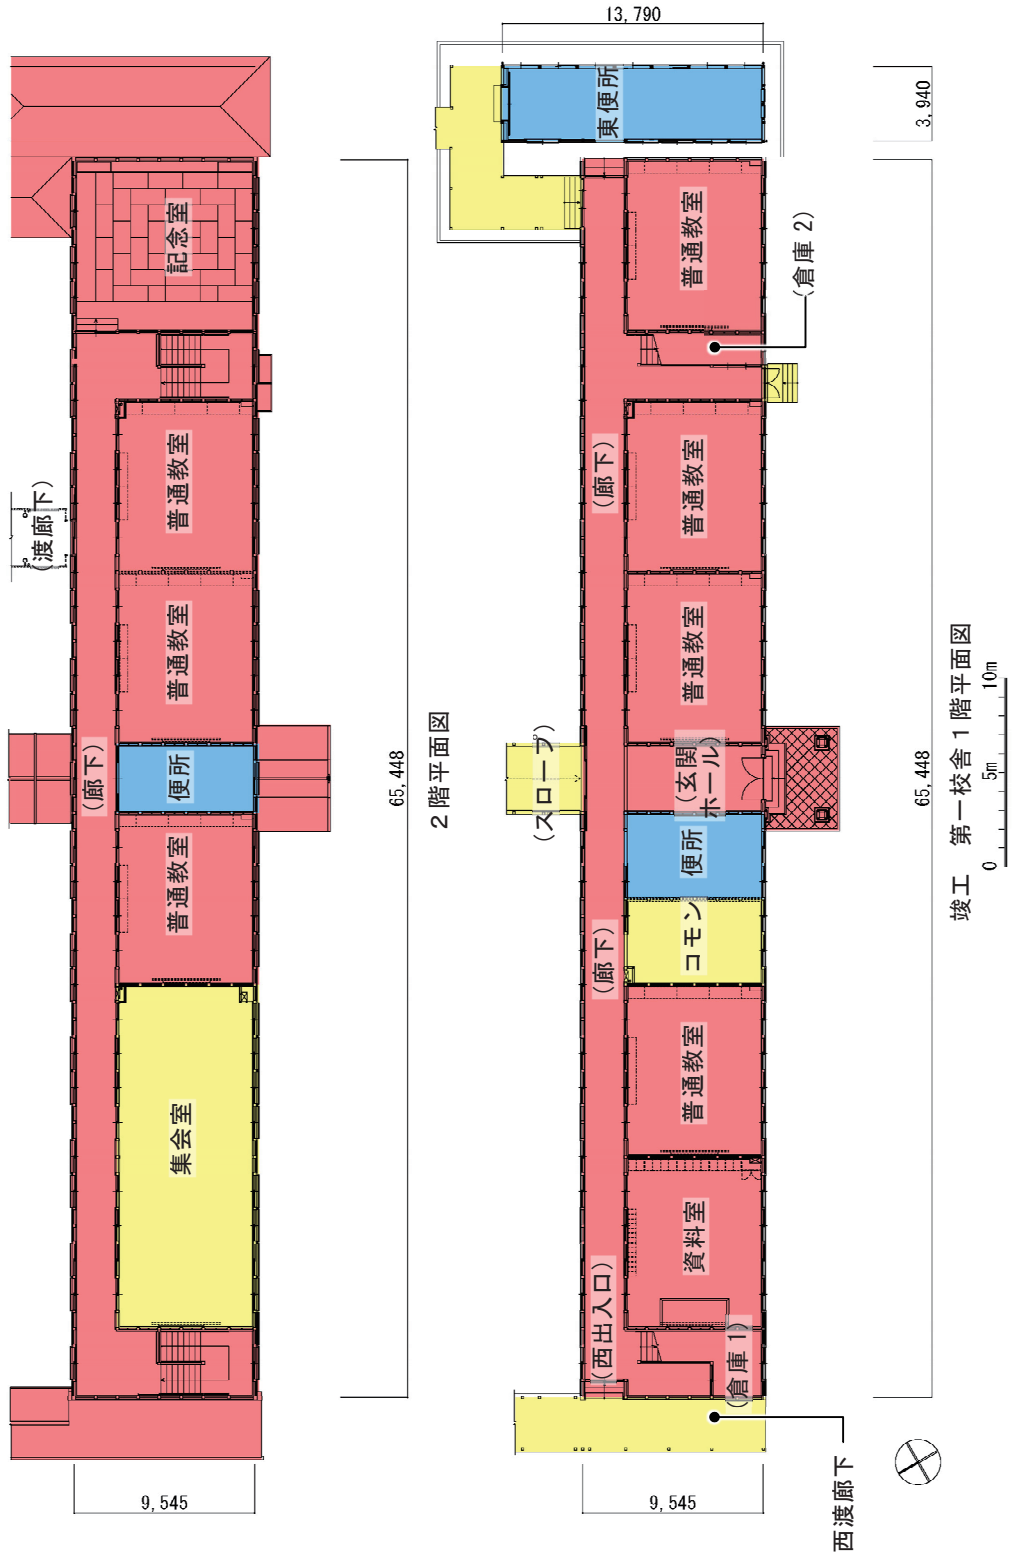 13,790
3,940
東便所
記念室
普通教室
(倉庫 2)
(渡廊下)
普通教室
(廊下)
普通教室
普通教室
普通教室
(廊下)
便所
65,448
2階平面図
(スロープ)
(玄関
ホール)
65,448
竣工 第一校舎1階平面図
0 5m 10m
普通教室
便所
コモン
(廊下)
集会室
普通教室
資料室
(西出入口)
(倉庫 1)
9,545
9,545
西渡廊下